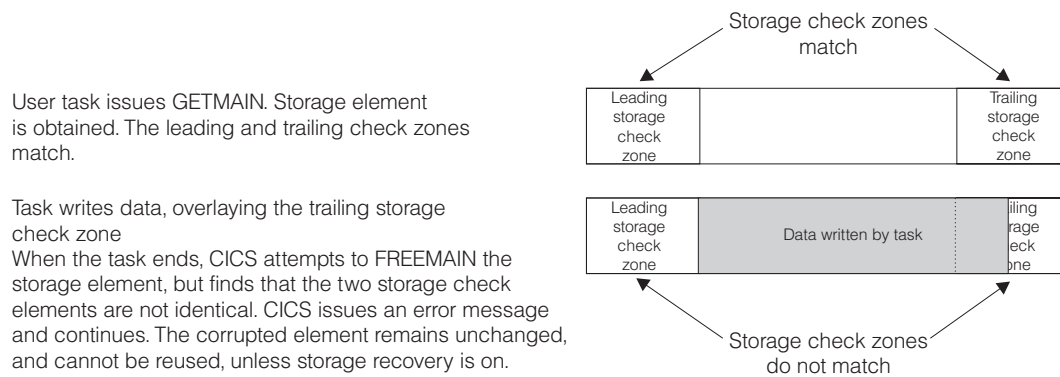 Storage check zones
match
User task issues GETMAIN. Storage element
is obtained. The leading and trailing check zones
match.
Leading
storage
check
zone
Trailing
storage
check
zone
Task writes data, overlaying the trailing storage
check zone
When the task ends, CICS attempts to FREEMAIN the
storage element, but finds that the two storage check
elements are not identical. CICS issues an error message
and continues. The corrupted element remains unchanged,
and cannot be reused, unless storage recovery is on.
Leading
storage
check
zone
Data written by task
iling
rage
eck
one
Storage check zones
do not match